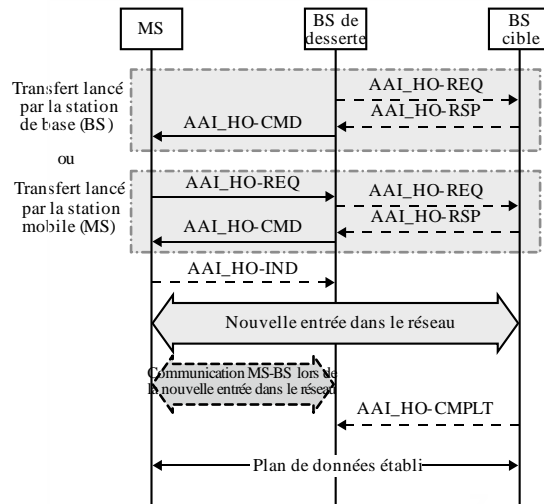 MS
BS de
desserte
BS
cible
Transfert lancé
par la station
de base (BS)
AAI_HO-REQ
AAI_HO-RSP
AAI_HO-CMD
ou
Transfert lancé
par la station
mobile (MS)
AAI_HO-REQ
AAI_HO-REQ
AAI_HO-RSP
AAI_HO-CMD
AAI_HO-IND
Nouvelle entrée dans le réseau
Communication MS-BS lors de
la nouvelle entrée dans le réseau
AAI_HO-CMPLT
Plan de données établi